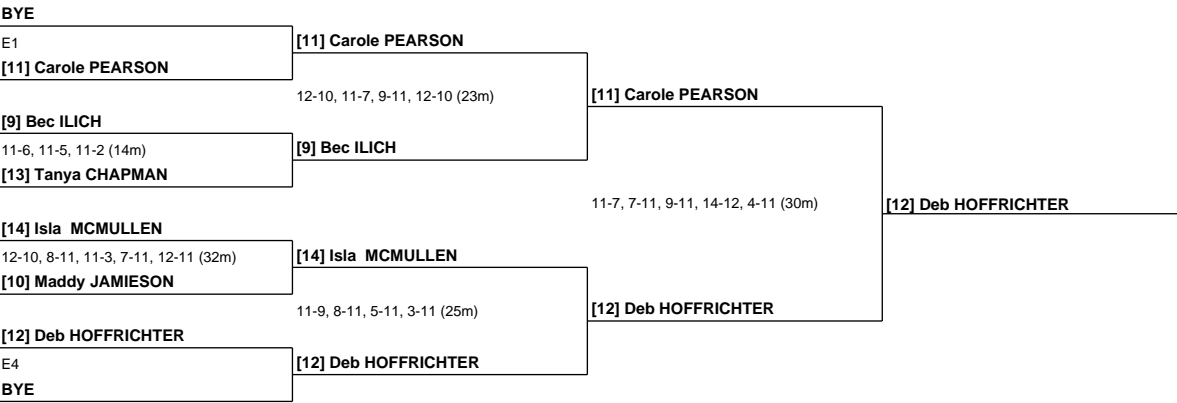 BYE
E1
[11] Carole PEARSON
[11] Carole PEARSON
12-10, 11-7, 9-11, 12-10 (23m)
[11] Carole PEARSON
[9] Bec ILICH
11-6, 11-5, 11-2 (14m)
[9] Bec ILICH
[13] Tanya CHAPMAN
11-7, 7-11, 9-11, 14-12, 4-11 (30m)
[12] Deb HOFFRICHTER
[14] Isla  MCMULLEN
12-10, 8-11, 11-3, 7-11, 12-11 (32m)
[14] Isla  MCMULLEN
[10] Maddy JAMIESON
11-9, 8-11, 5-11, 3-11 (25m)
[12] Deb HOFFRICHTER
[12] Deb HOFFRICHTER
E4
[12] Deb HOFFRICHTER
BYE